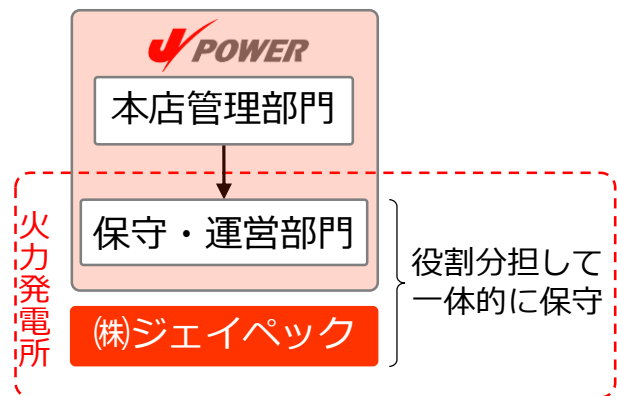 J POWER
本店管理部門
保守・運営部門
火力発電所
役割分担して
一体的に保守
㈱ジェイペック